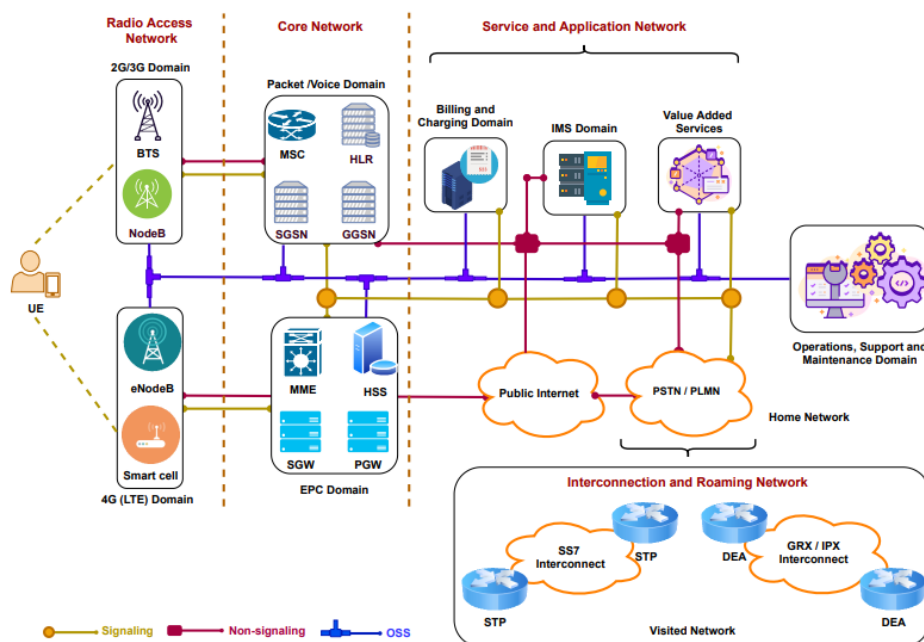 Radio Access
Network
Core Network
Service and Application Network
2G/3G Domain
BTS
NodeB
Packet /Voice Domain
MSC
HLR
SGSN
GGSN
Billing and
Charging Domain
IMS Domain
Value Added
Services
UE
eNodeB
Smart cell
4G (LTE) Domain
MME
HSS
SGW
PGW
EPC Domain
Public Internet
PSTN / PLMN
Operations, Support and
Maintenance Domain
Home Network
Interconnection and Roaming Network
SS7
Interconnect
STP
STP
DEA
GRX / IPX
Interconnect
DEA
Visited Network
Signaling
Non-signaling
OSS